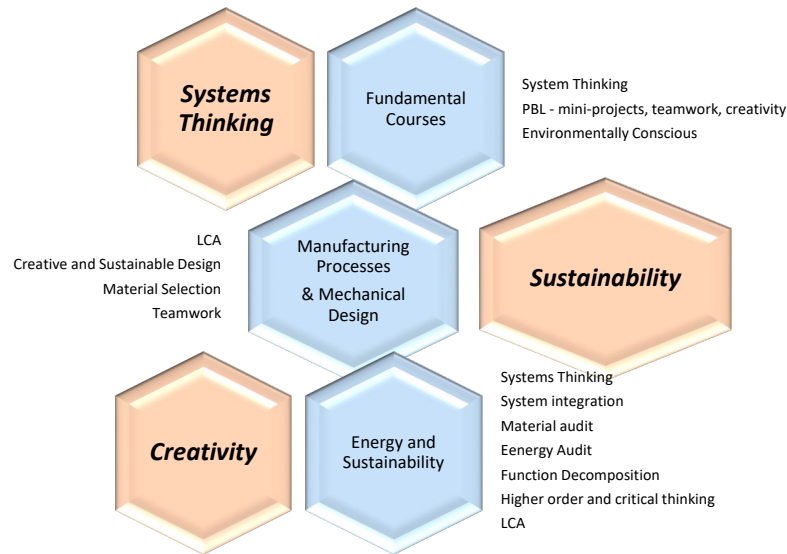 Systems
Thinking
Fundamental
Courses
System Thinking
PBL - mini-projects, teamwork, creativity
Environmentally Conscious
LCA
Creative and Sustainable Design
Material Selection
Teamwork
Manufacturing
Processes
& Mechanical
Design
Sustainability
Creativity
Energy and
Sustainability
Systems Thinking
System integration
Material audit
Eenergy Audit
Function Decomposition
Higher order and critical thinking
LCA